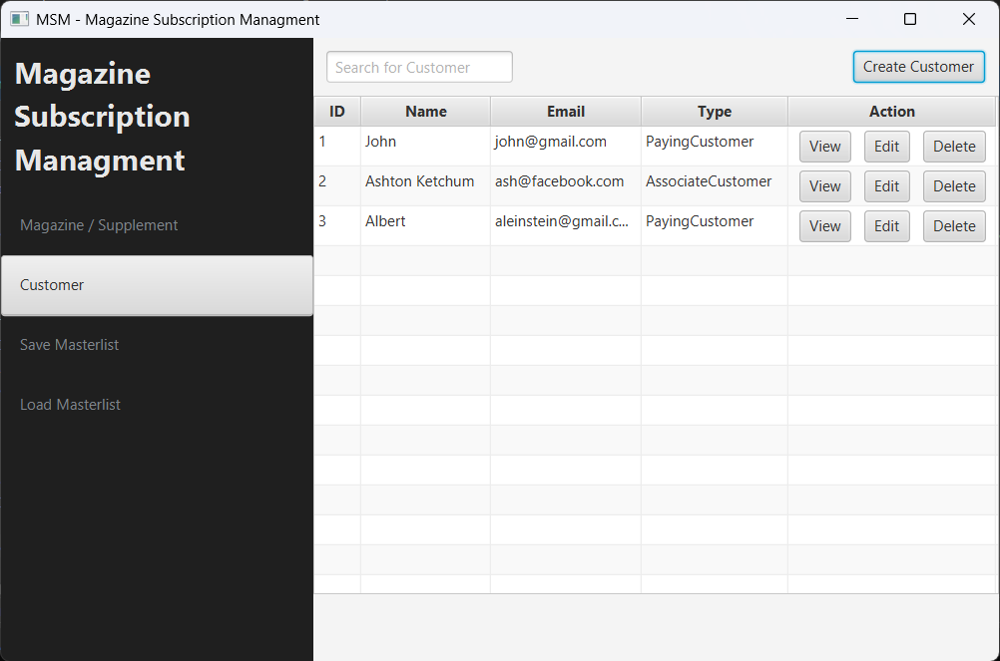 MSM - Magazine Subscription Managment
Magazine
Subscription
Managment
Magazine / Supplement
Customer
Save Masterlist
Load Masterlist
Search for Customer
Create Customer
ID Name Email Type Action
1 John john@gmail.com PayingCustomer View Edit Delete
2 Ashton Ketchum ash@facebook.com AssociateCustomer View Edit Delete
3 Albert aleinstein@gmail.c... PayingCustomer View Edit Delete